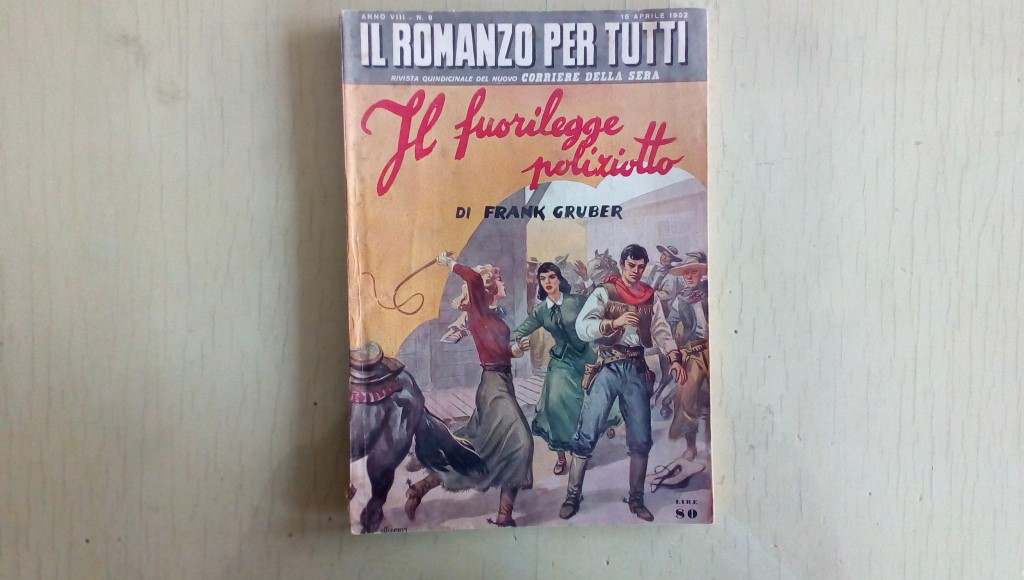 ANNO VIII - N. 9
15 APRILE 1952
IL ROMANZO PER TUTTI
RIVISTA QUINDICINALE DEL NUOVO CORRIERE DELLA SERA
Il fuorilegge
poliziotto
DI FRANK GRUBER
LIRE
80